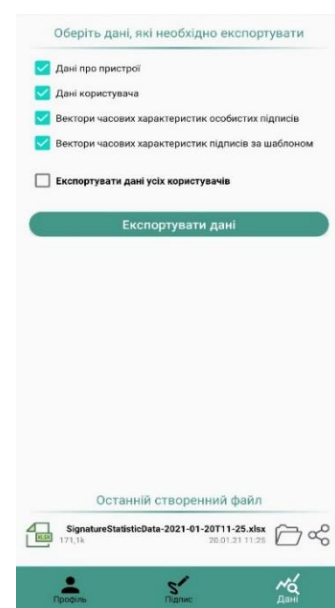 Оберіть дані, які необхідно експортувати
Дані про пристрої
Дані користувача
Вектори часових характеристик особистих підписів
Вектори часових характеристик підписів за шаблоном
Експортувати дані усіх користувачів
Експортувати дані
Останній створенний файл
SignatureStatisticData-2021-01-20T11-25.xlsx
171,1k 20.01.21 11:25
Профіль Підпис Дані